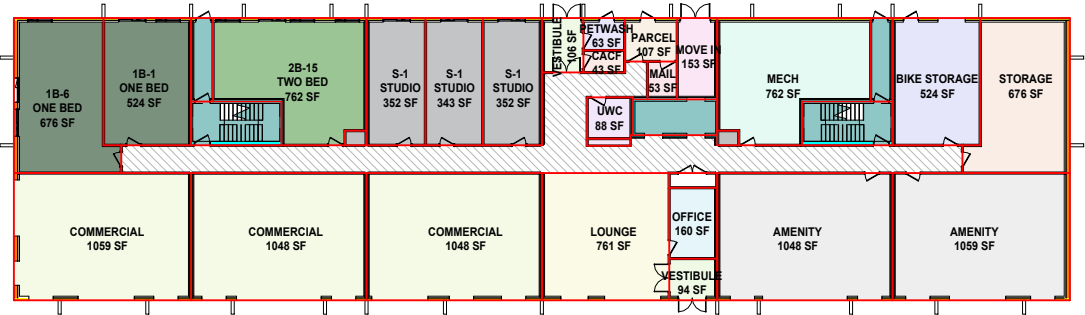 1B-6
ONE BED
676 SF
1B-1
ONE BED
524 SF
2B-15
TWO BED
762 SF
S-1
STUDIO
352 SF
S-1
STUDIO
343 SF
S-1
STUDIO
352 SF
VESTIBULE
106 SF
PETWASH
63 SF
CACF
43 SF
PARCEL
107 SF
MAIL
53 SF
MOVE IN
153 SF
UWC
88 SF
MECH
762 SF
BIKE STORAGE
524 SF
STORAGE
676 SF
COMMERCIAL
1059 SF
COMMERCIAL
1048 SF
COMMERCIAL
1048 SF
LOUNGE
761 SF
OFFICE
160 SF
VESTIBULE
94 SF
AMENITY
1048 SF
AMENITY
1059 SF